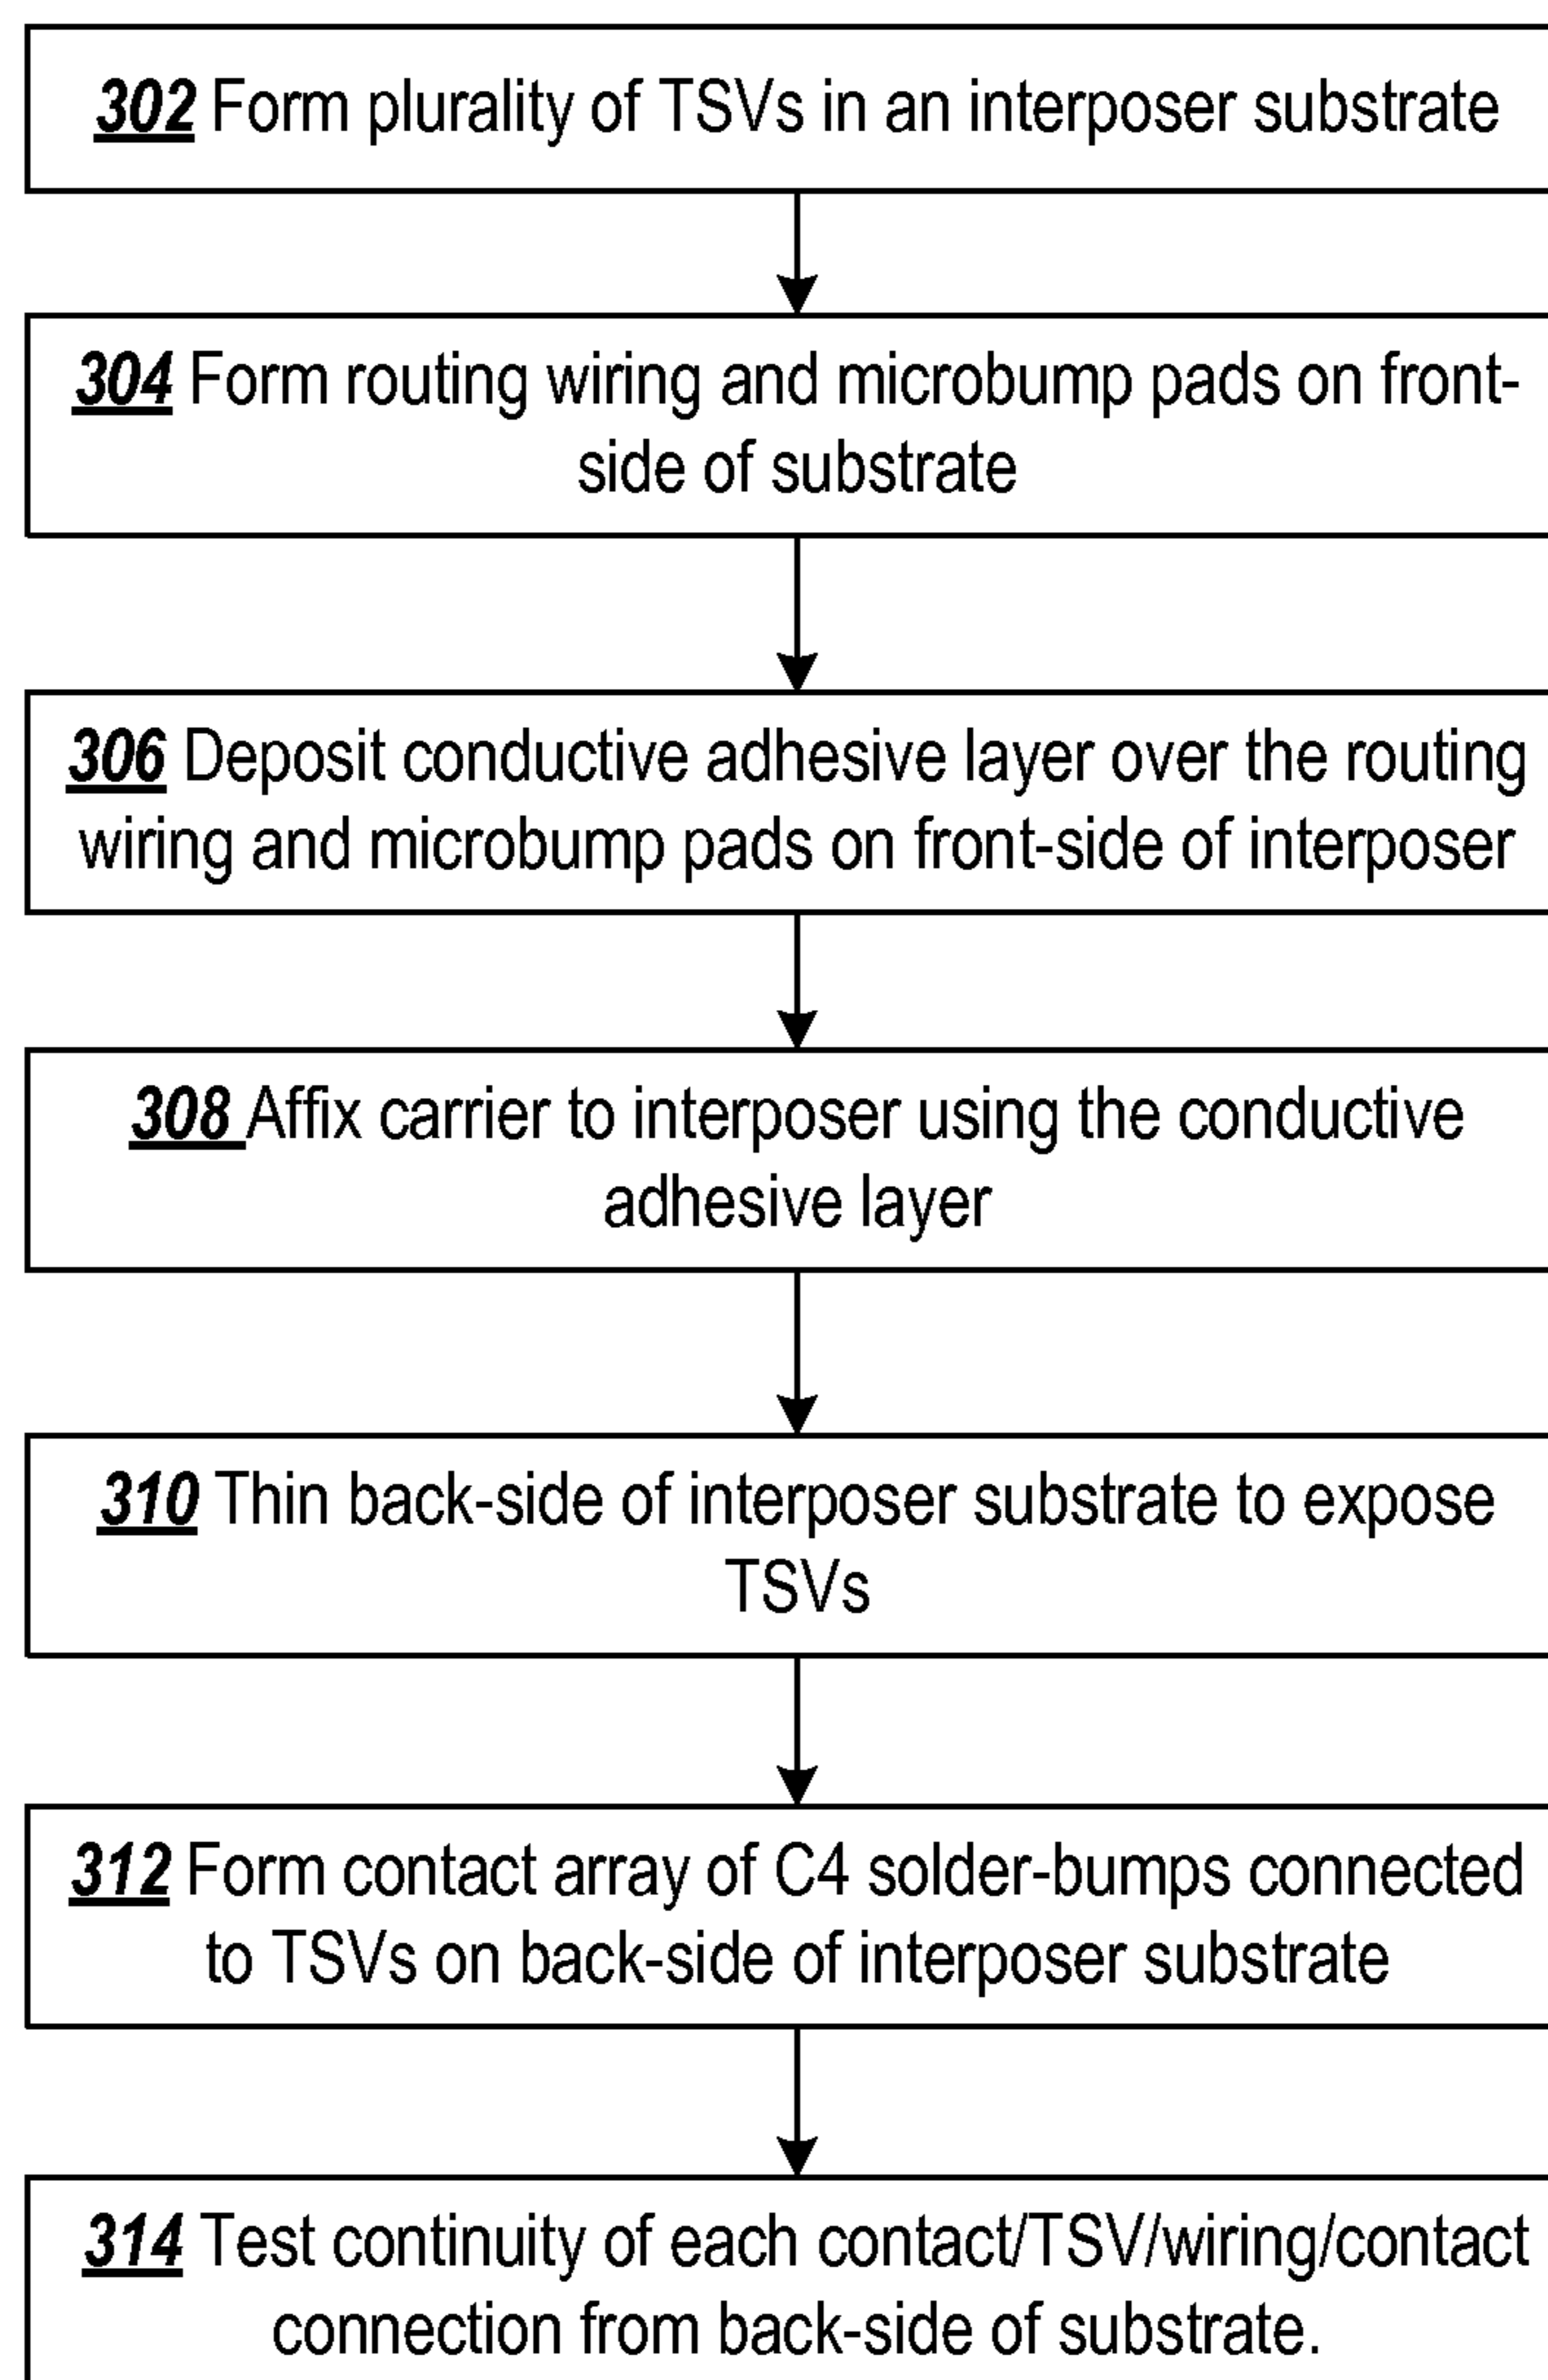 302 Form plurality of TSVs in an interposer substrate
304 Form routing wiring and microbump pads on front-
side of substrate
306 Deposit conductive adhesive layer over the routing
wiring and microbump pads on front-side of interposer
308 Affix carrier to interposer using the conductive
adhesive layer
310 Thin back-side of interposer substrate to expose
TSVs
312 Form contact array of C4 solder-bumps connected
to TSVs on back-side of interposer substrate
314 Test continuity of each contact/TSV/wiring/contact
connection from back-side of substrate.